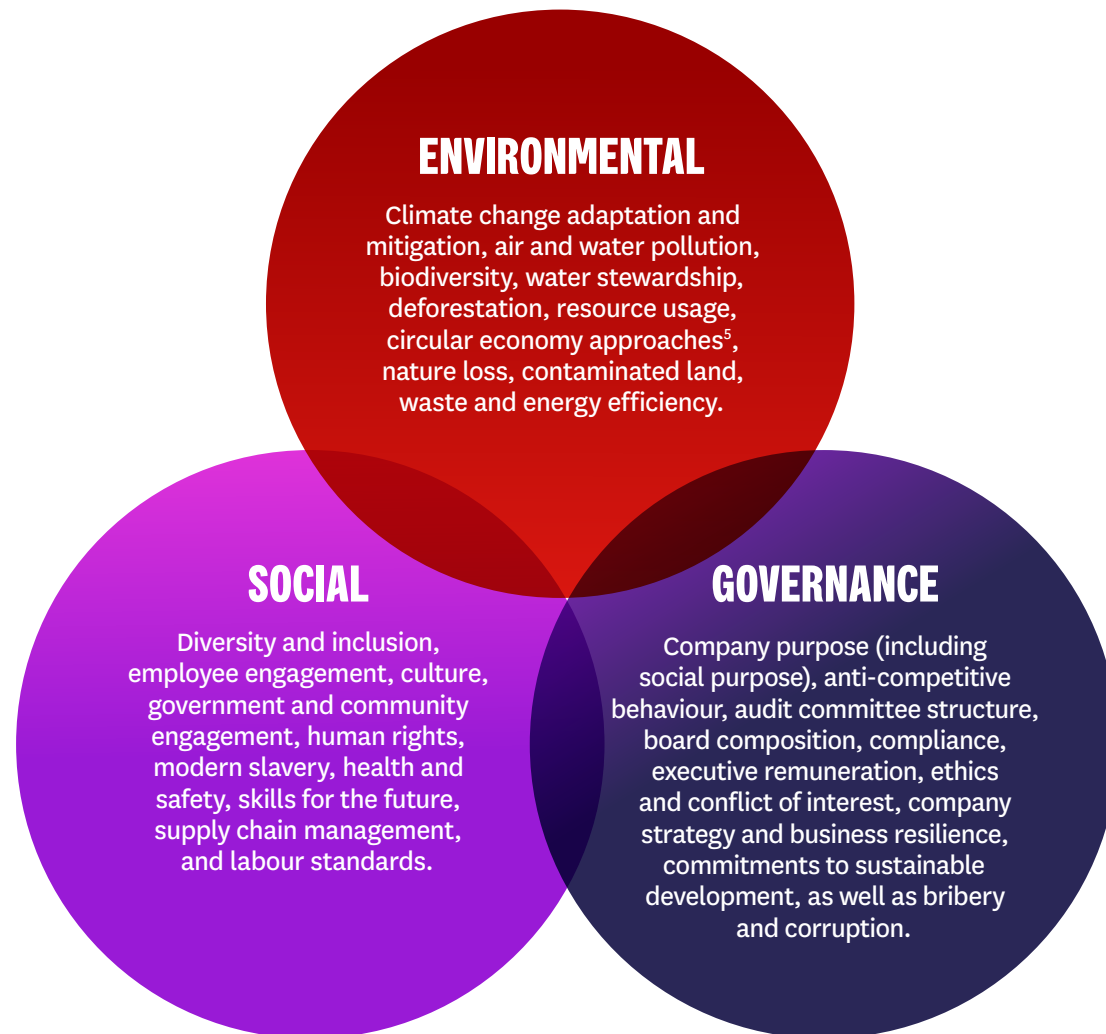 ENVIRONMENTAL
Climate change adaptation and
mitigation, air and water pollution,
biodiversity, water stewardship,
deforestation, resource usage,
circular economy approaches⁵,
nature loss, contaminated land,
waste and energy efficiency.
SOCIAL
Diversity and inclusion,
employee engagement, culture,
government and community
engagement, human rights,
modern slavery, health and
safety, skills for the future,
supply chain management,
and labour standards.
GOVERNANCE
Company purpose (including
social purpose), anti-competitive
behaviour, audit committee structure,
board composition, compliance,
executive remuneration, ethics
and conflict of interest, company
strategy and business resilience,
commitments to sustainable
development, as well as bribery
and corruption.